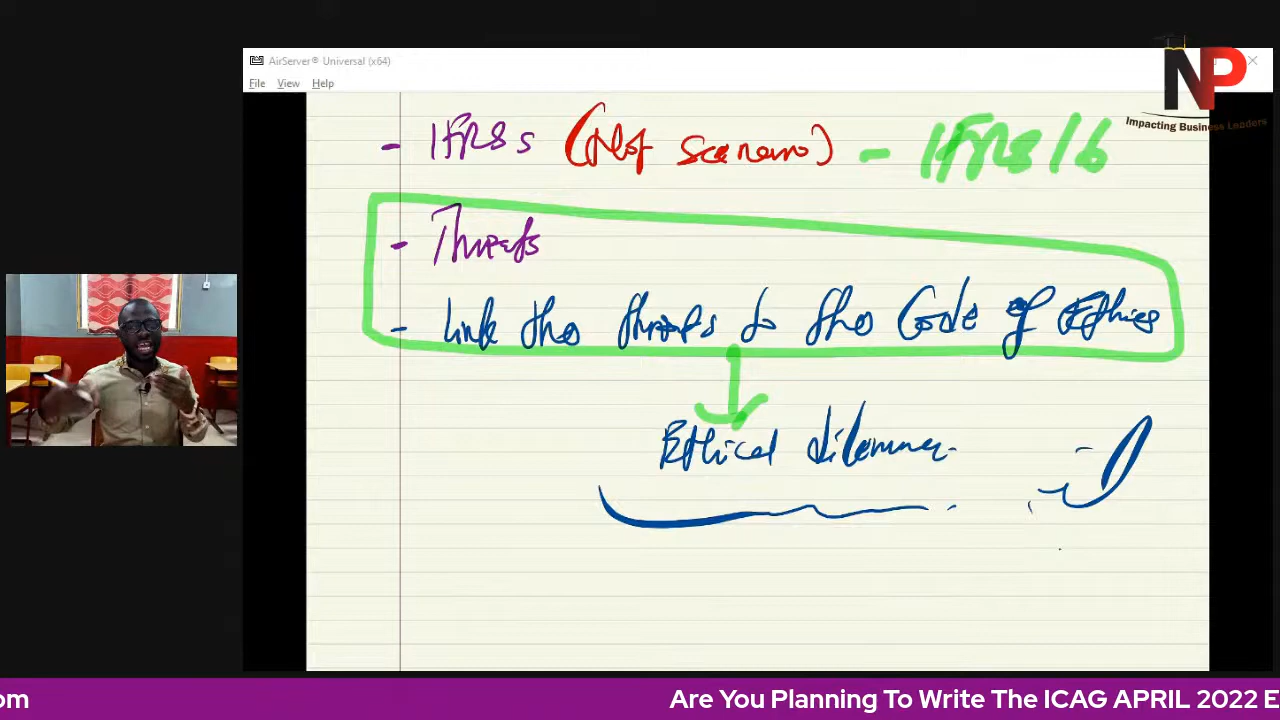 AirServer® Universal (x64)
File View Help
NP
Impacting Business Leaders
- IFRSs ( Scenario) - IFRS 16
- Threats
- Link the threats to the Code of Ethics
Ethical dilemma
om
Are You Planning To Write The ICAG APRIL 2022 E